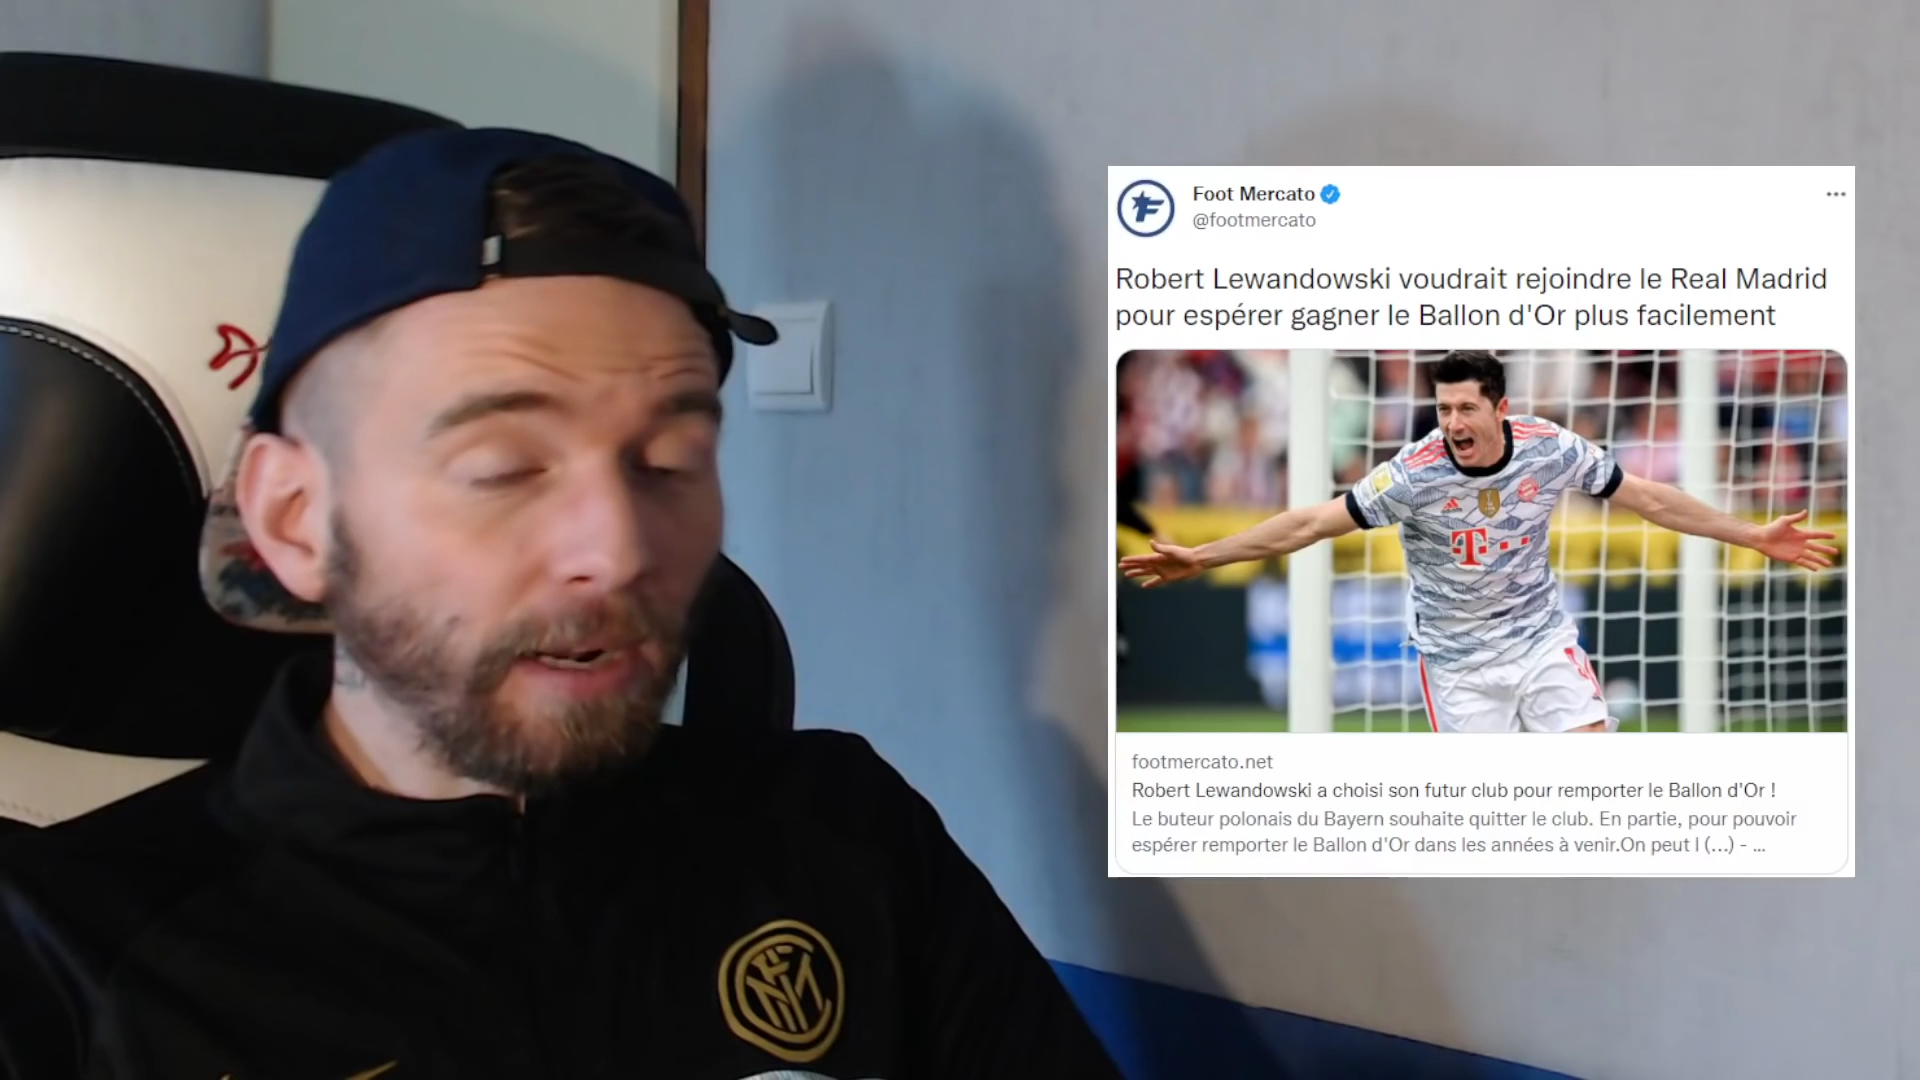 Foot Mercato
@footmercato
Robert Lewandowski voudrait rejoindre le Real Madrid
pour espérer gagner le Ballon d'Or plus facilement
T
footmercato.net
Robert Lewandowski a choisi son futur club pour remporter le Ballon d'Or !
Le buteur polonais du Bayern souhaite quitter le club. En partie, pour pouvoir
espérer remporter le Ballon d'Or dans les années à venir.On peut l (...) - ...